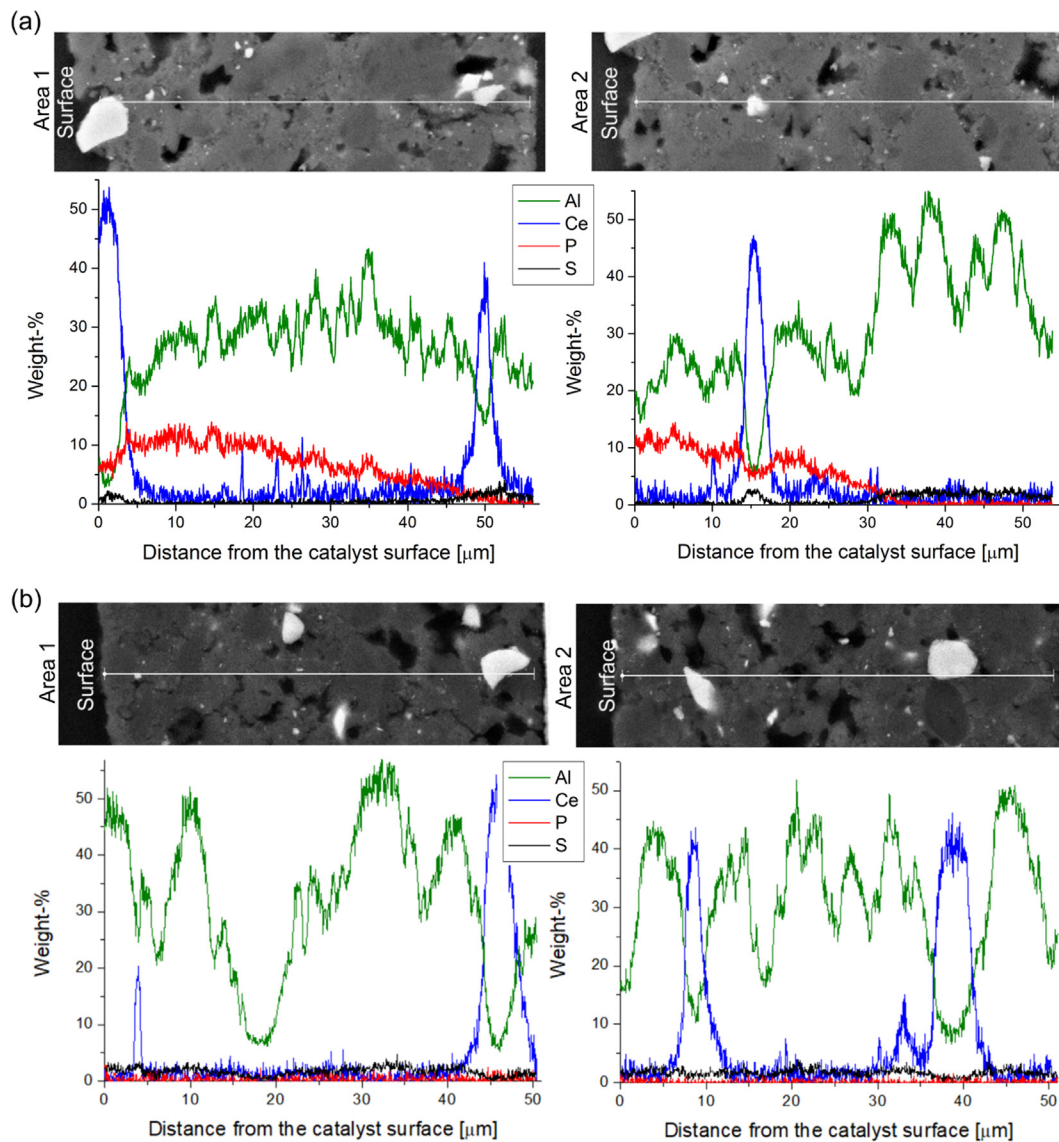 (a)
Area 1
Surface
Area 2
Surface
Al
Ce
P
S
Weight-%
50
40
30
20
10
0
0 10 20 30 40 50
Distance from the catalyst surface [µm]
Weight-%
50
40
30
20
10
0
0 10 20 30 40 50
Distance from the catalyst surface [µm]
(b)
Area 1
Surface
Area 2
Surface
Al
Ce
P
S
Weight-%
50
40
30
20
10
0
0 10 20 30 40 50
Distance from the catalyst surface [µm]
Weight-%
50
40
30
20
10
0
0 10 20 30 40 50
Distance from the catalyst surface [µm]